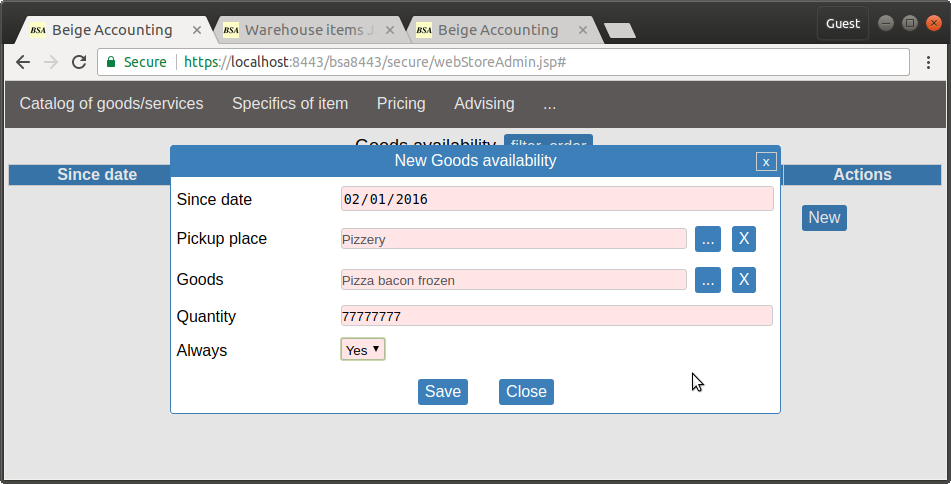 BSA Beige Accounting × BSA Warehouse items × BSA Beige Accounting × Guest
Secure https://localhost:8443/bsa8443/secure/webStoreAdmin.jsp#
Catalog of goods/services Specifics of item Pricing Advising ...
Goods availability filter, order
New Goods availability x
Since date Actions
Since date 02/01/2016
New
Pickup place Pizzery ... X
Goods Pizza bacon frozen ... X
Quantity 77777777
Always Yes
Save Close